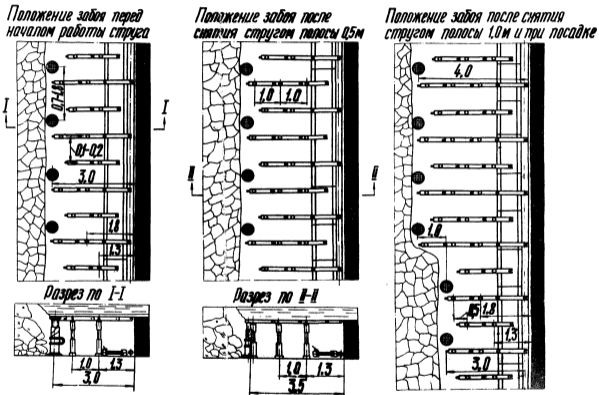 Положение забоя перед
началом работы струга
Положение забоя после
снятия стругом полосы 0,5м
Положение забоя после снятия
стругом полосы 1,0м и при посадке
I
I
0,7-1,8
0,1-0,2
3,0
1,8
1,3
1,0
1,0
II
II
4,0
1,0
0,5
1,8
1,3
3,0
Разрез по I-I
1,0
1,3
3,0
Разрез по II-II
1,0
1,3
3,5